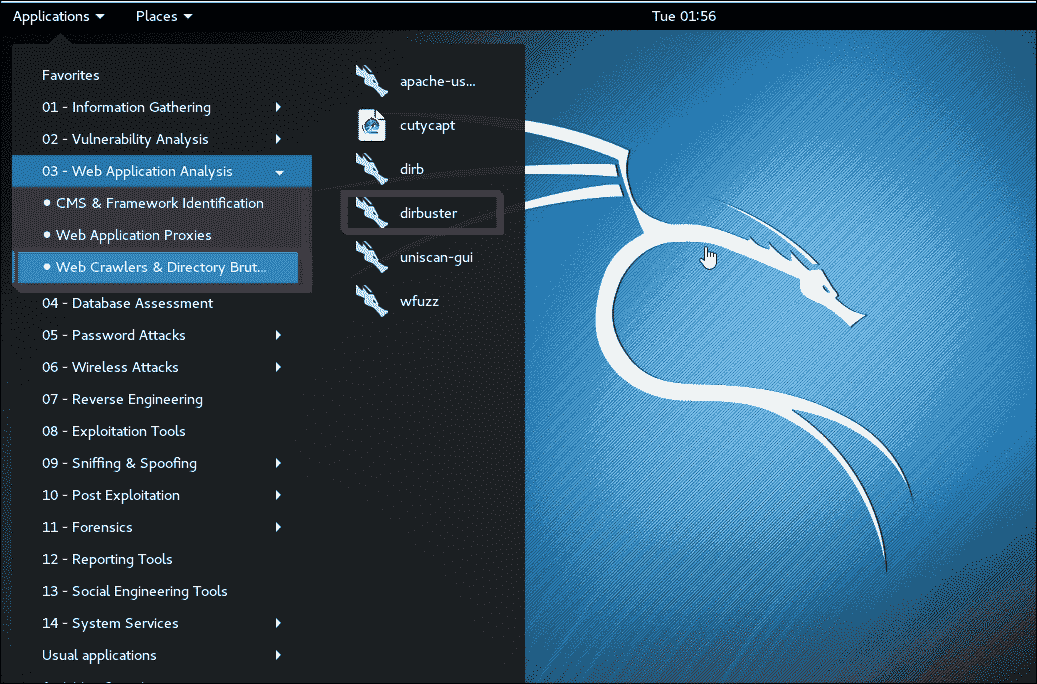 Applications Places Tue 01:56
Favorites
01 - Information Gathering
02 - Vulnerability Analysis
03 - Web Application Analysis
CMS & Framework Identification
Web Application Proxies
Web Crawlers & Directory Brut...
04 - Database Assessment
05 - Password Attacks
06 - Wireless Attacks
07 - Reverse Engineering
08 - Exploitation Tools
09 - Sniffing & Spoofing
10 - Post Exploitation
11 - Forensics
12 - Reporting Tools
13 - Social Engineering Tools
14 - System Services
Usual applications
apache-us...
cutycapt
dirb
dirbuster
uniscan-gui
wfuzz